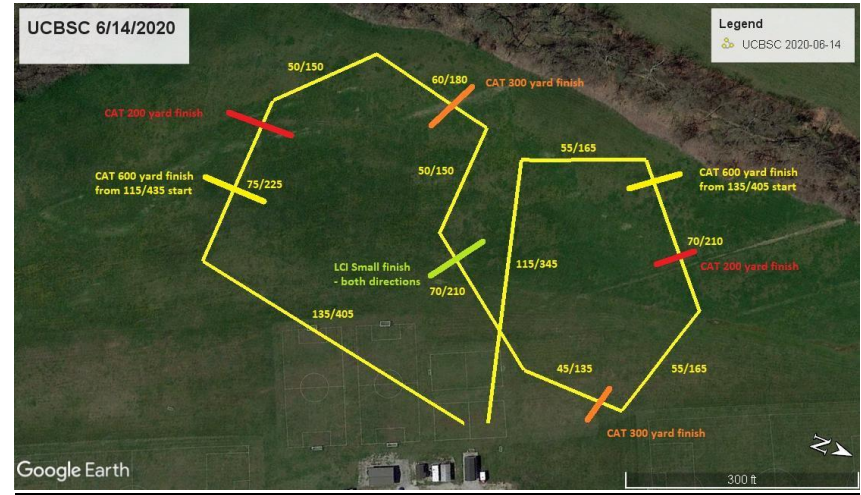 UCBSC 6/14/2020
Legend
UCBSC 2020-06-14
50/150
60/180
CAT 300 yard finish
CAT 200 yard finish
55/165
CAT 600 yard finish
from 115/435 start
75/225
50/150
CAT 600 yard finish
from 135/405 start
70/210
LCI Small finish
- both directions
115/345
CAT 200 yard finish
70/210
135/405
45/135
55/165
CAT 300 yard finish
N
Google Earth
300 ft